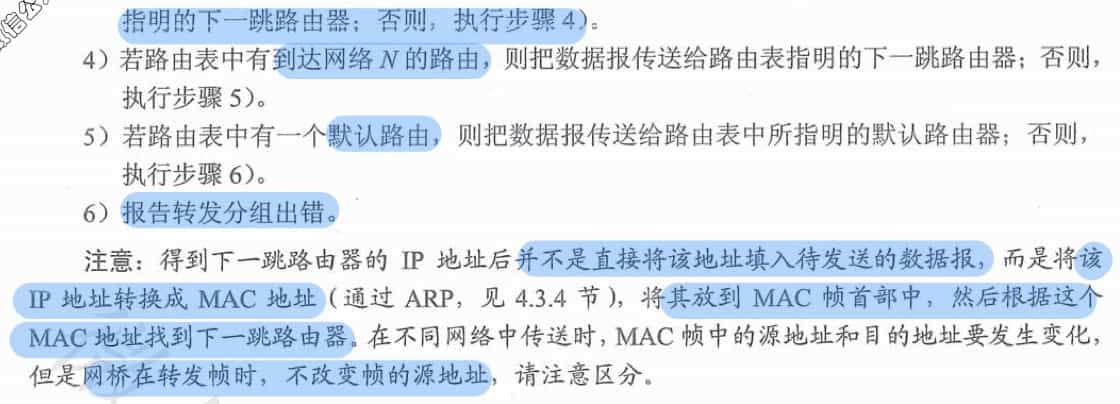 指明的下一跳路由器；否则，执行步骤4）。
4）若路由表中有到达网络 N 的路由，则把数据报传送给路由表指明的下一跳路由器；否则，
执行步骤5）。
5）若路由表中有一个默认路由，则把数据报传送给路由表中所指明的默认路由器；否则，
执行步骤6）。
6）报告转发分组出错。
注意：得到下一跳路由器的 IP 地址后并不是直接将该地址填入待发送的数据报，而是将该
IP 地址转换成 MAC 地址（通过 ARP，见 4.3.4 节），将其放到 MAC 帧首部中，然后根据这个
MAC 地址找到下一跳路由器。在不同网络中传送时，MAC 帧中的源地址和目的地址要发生变化，
但是网桥在转发帧时，不改变帧的源地址，请注意区分。